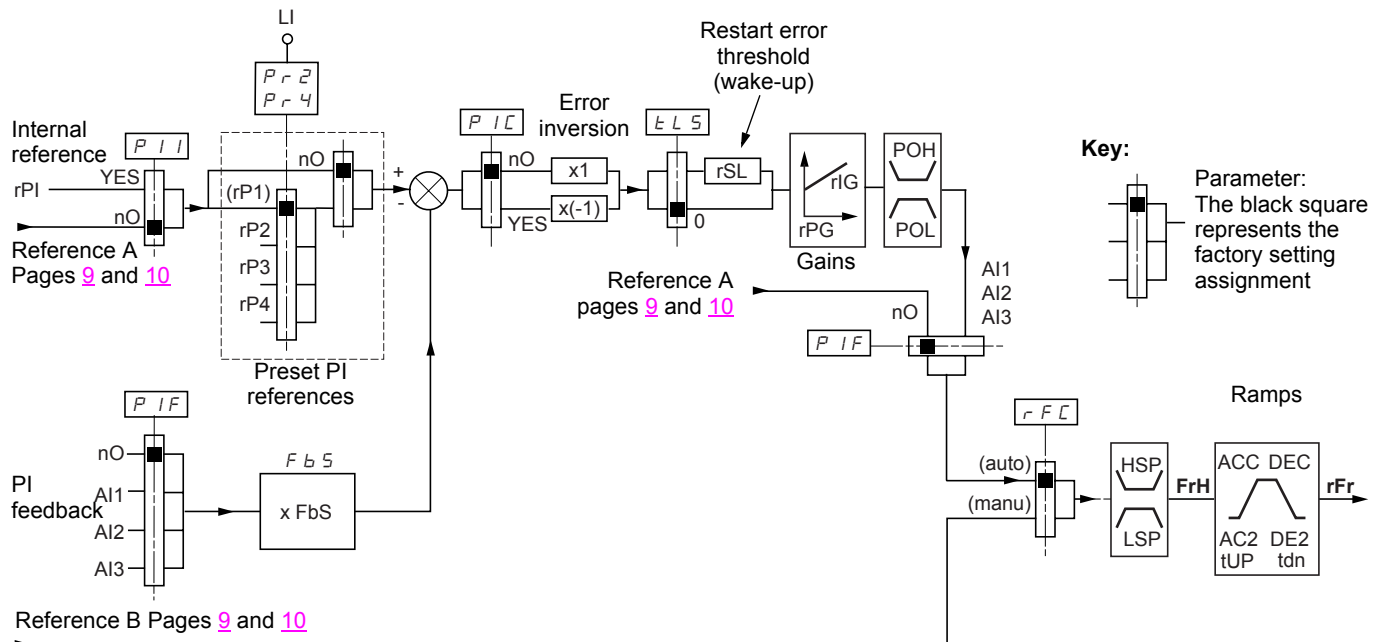 LI
Pr2
Pr4
Restart error
threshold
(wake-up)
Internal
reference
PII
rPI
YES
nO
Reference A
Pages 9 and 10
nO
(rP1)
rP2
rP3
rP4
Preset PI
references
+
-
PIC
Error
inversion
nO
x1
YES
x(-1)
tLS
rSL
0
rIG
rPG
Gains
POH
POL
Key:
Parameter:
The black square
represents the
factory setting
assignment
Reference A
pages 9 and 10
nO
AI1
AI2
AI3
PIF
PIF
nO
PI
feedback
AI1
AI2
AI3
FbS
x FbS
rFC
(auto)
(manu)
HSP
LSP
FrH
Ramps
ACC DEC
AC2 DE2
tUP tdn
rFr
Reference B Pages 9 and 10